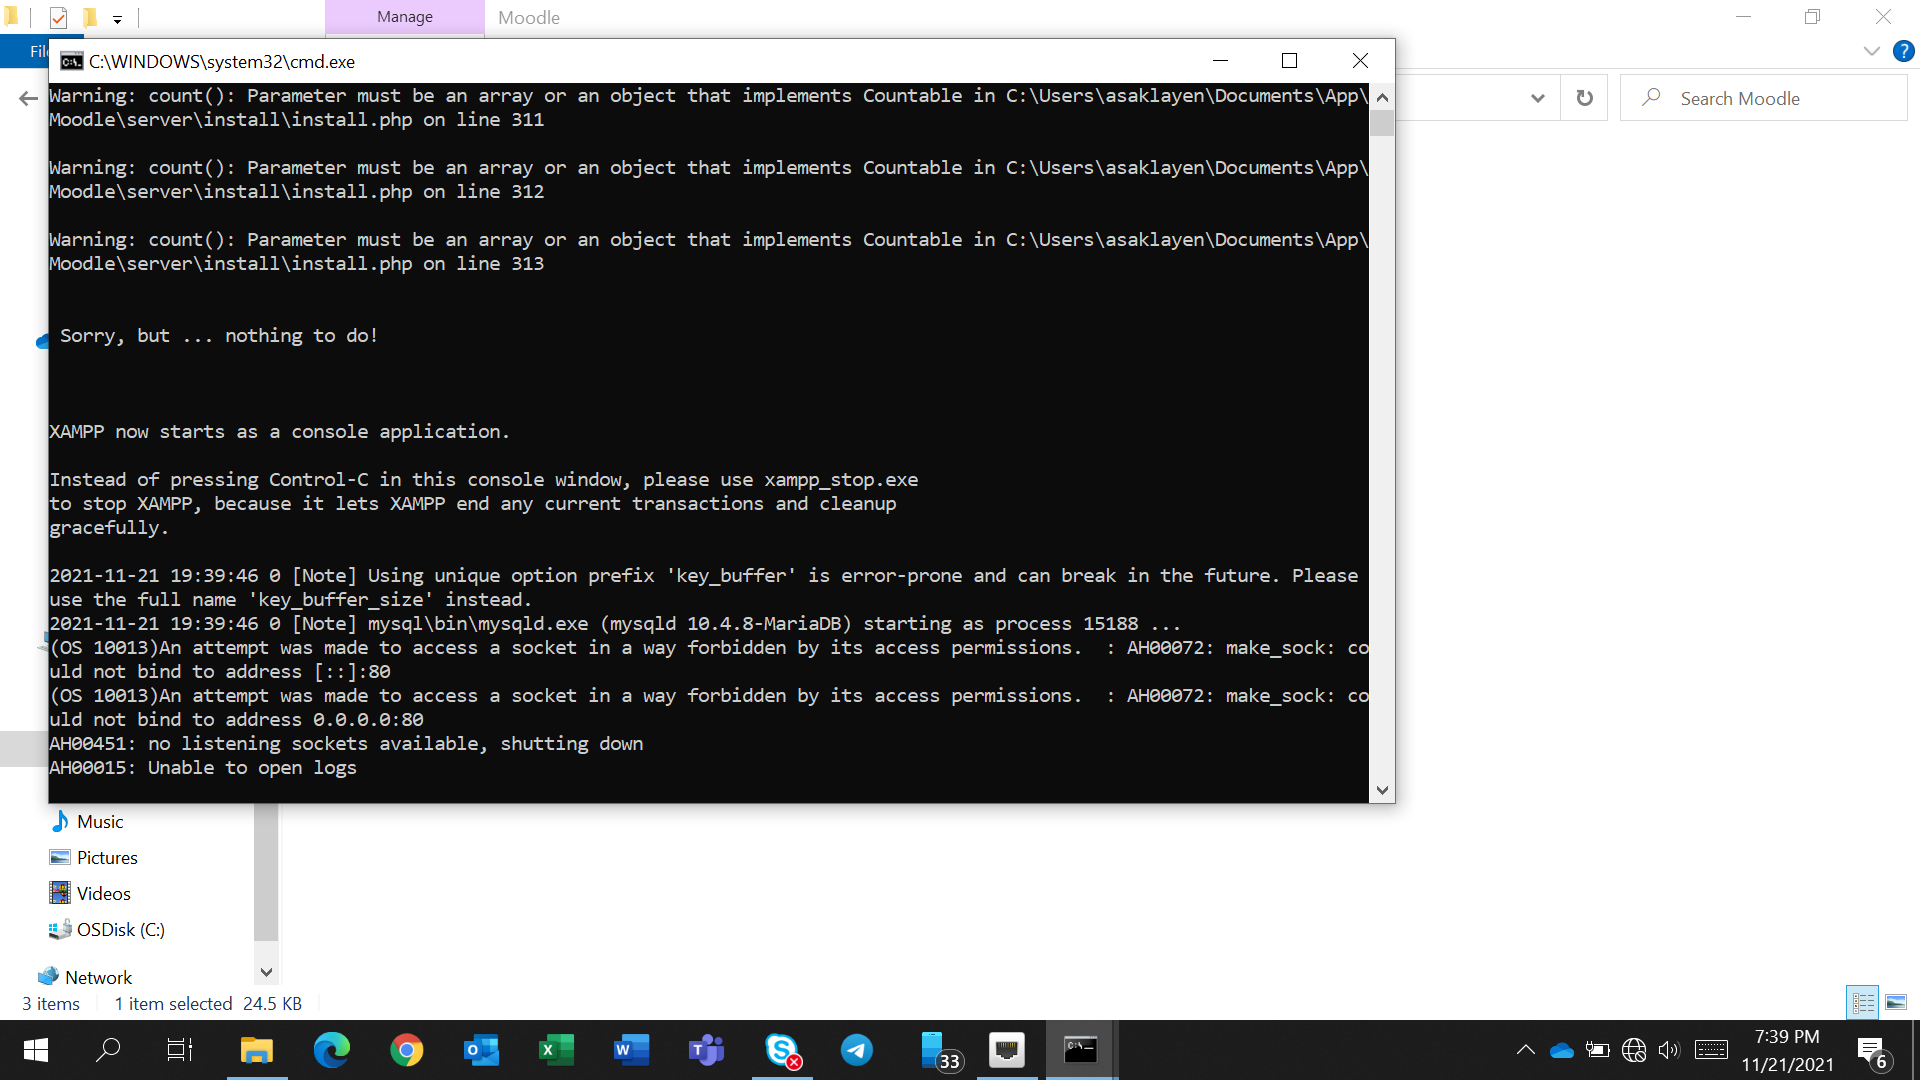 Manage
Moodle
Fil
C:\WINDOWS\system32\cmd.exe
Search Moodle
Warning: count(): Parameter must be an array or an object that implements Countable in C:\Users\asaklayen\Documents\App\
Moodle\server\install\install.php on line 311
Warning: count(): Parameter must be an array or an object that implements Countable in C:\Users\asaklayen\Documents\App\
Moodle\server\install\install.php on line 312
Warning: count(): Parameter must be an array or an object that implements Countable in C:\Users\asaklayen\Documents\App\
Moodle\server\install\install.php on line 313
Sorry, but ... nothing to do!
XAMPP now starts as a console application.
Instead of pressing Control-C in this console window, please use xampp_stop.exe
to stop XAMPP, because it lets XAMPP end any current transactions and cleanup
gracefully.
2021-11-21 19:39:46 0 [Note] Using unique option prefix 'key_buffer' is error-prone and can break in the future. Please
use the full name 'key_buffer_size' instead.
2021-11-21 19:39:46 0 [Note] mysql\bin\mysqld.exe (mysqld 10.4.8-MariaDB) starting as process 15188 ...
(OS 10013)An attempt was made to access a socket in a way forbidden by its access permissions.  : AH00072: make_sock: co
uld not bind to address [::]:80
(OS 10013)An attempt was made to access a socket in a way forbidden by its access permissions.  : AH00072: make_sock: co
uld not bind to address 0.0.0.0:80
AH00451: no listening sockets available, shutting down
AH00015: Unable to open logs
Music
Pictures
Videos
OSDisk (C:)
Network
3 items 1 item selected 24.5 KB
33
7:39 PM
11/21/2021
6